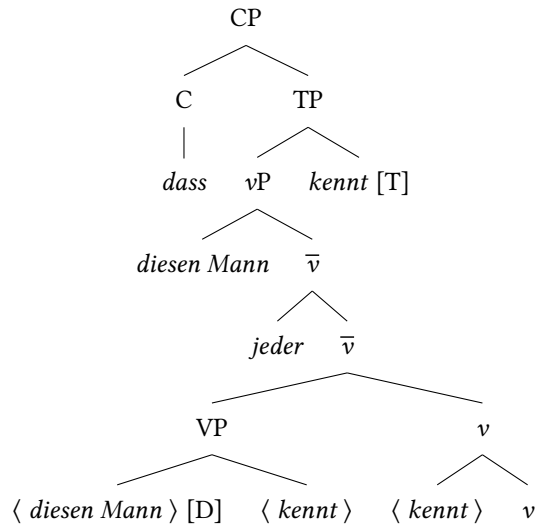 CP
C TP
dass vP kennt [T]
diesen Mann v̅
jeder v̅
VP v
⟨ diesen Mann ⟩ [D] ⟨ kennt ⟩ ⟨ kennt ⟩ v